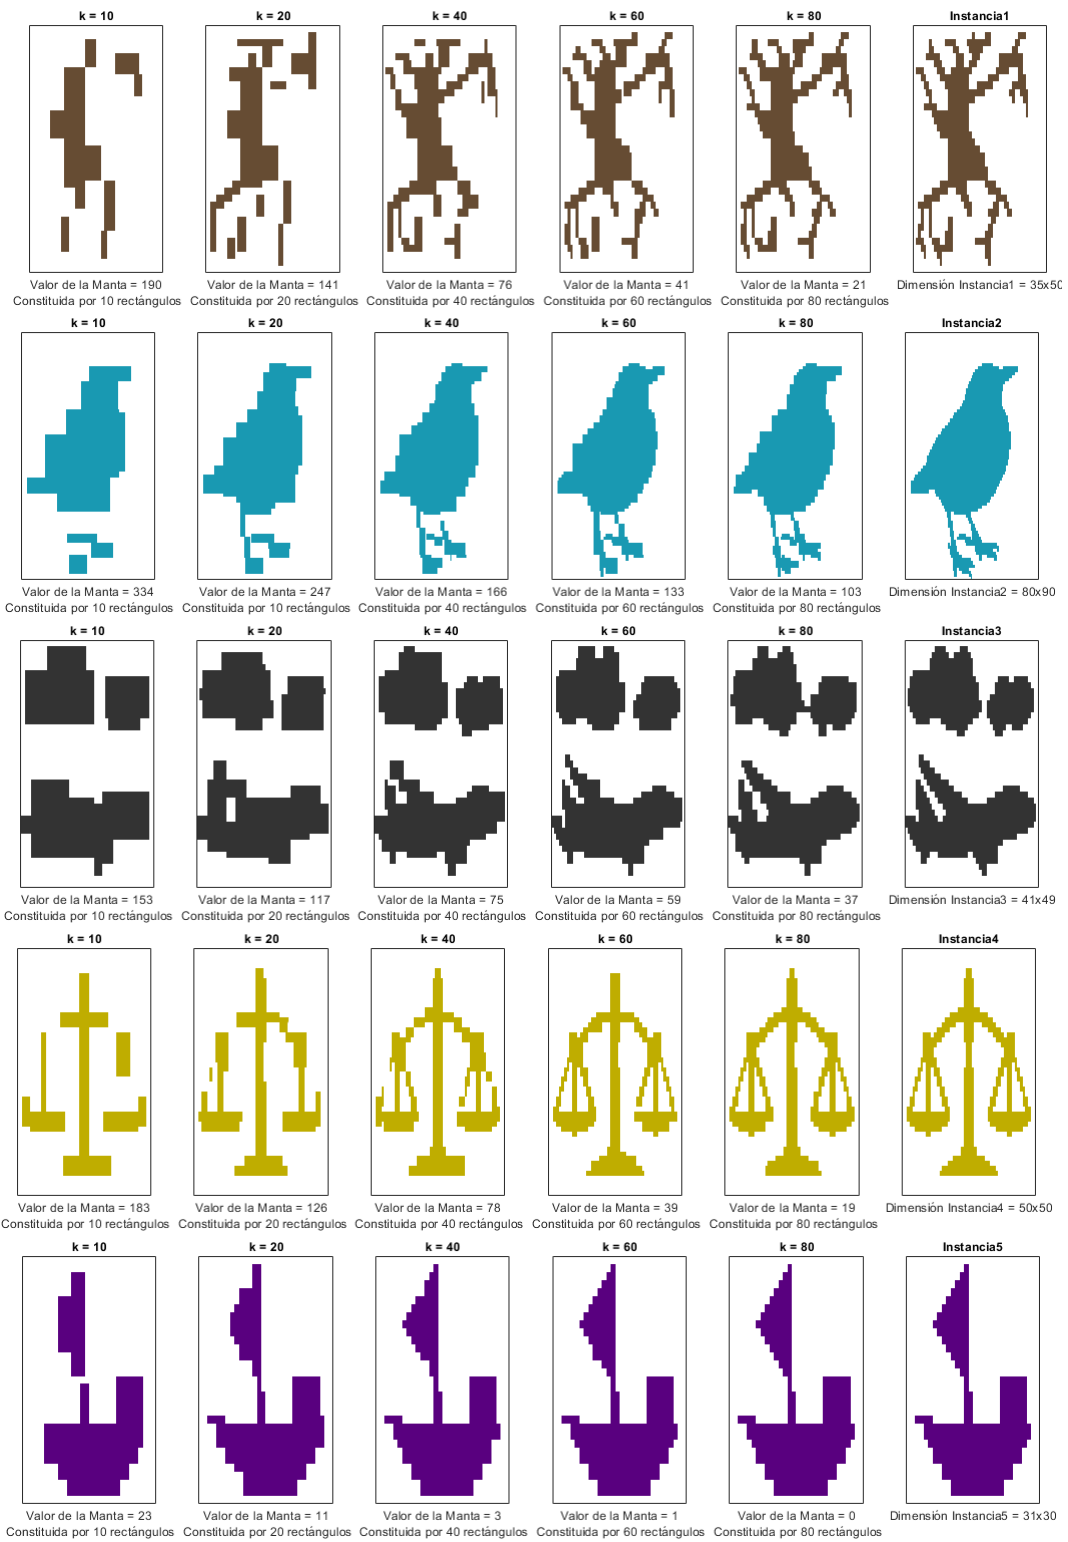 k = 10 k = 20 k = 40 k = 60 k = 80 Instancia1
Valor de la Manta = 190 Valor de la Manta = 141 Valor de la Manta = 76 Valor de la Manta = 41 Valor de la Manta = 21 Dimensión Instancia1 = 35x50
Constituida por 10 rectángulos Constituida por 20 rectángulos Constituida por 40 rectángulos Constituida por 60 rectángulos Constituida por 80 rectángulos
k = 10 k = 20 k = 40 k = 60 k = 80 Instancia2
Valor de la Manta = 334 Valor de la Manta = 247 Valor de la Manta = 166 Valor de la Manta = 133 Valor de la Manta = 103 Dimensión Instancia2 = 80x90
Constituida por 10 rectángulos Constituida por 10 rectángulos Constituida por 40 rectángulos Constituida por 60 rectángulos Constituida por 80 rectángulos
k = 10 k = 20 k = 40 k = 60 k = 80 Instancia3
Valor de la Manta = 153 Valor de la Manta = 117 Valor de la Manta = 75 Valor de la Manta = 59 Valor de la Manta = 37 Dimensión Instancia3 = 41x49
Constituida por 10 rectángulos Constituida por 20 rectángulos Constituida por 40 rectángulos Constituida por 60 rectángulos Constituida por 80 rectángulos
k = 10 k = 20 k = 40 k = 60 k = 80 Instancia4
Valor de la Manta = 183 Valor de la Manta = 126 Valor de la Manta = 78 Valor de la Manta = 39 Valor de la Manta = 19 Dimensión Instancia4 = 50x50
Constituida por 10 rectángulos Constituida por 20 rectángulos Constituida por 40 rectángulos Constituida por 60 rectángulos Constituida por 80 rectángulos
k = 10 k = 20 k = 40 k = 60 k = 80 Instancia5
Valor de la Manta = 23 Valor de la Manta = 11 Valor de la Manta = 3 Valor de la Manta = 1 Valor de la Manta = 0 Dimensión Instancia5 = 31x30
Constituida por 10 rectángulos Constituida por 20 rectángulos Constituida por 40 rectángulos Constituida por 60 rectángulos Constituida por 80 rectángulos